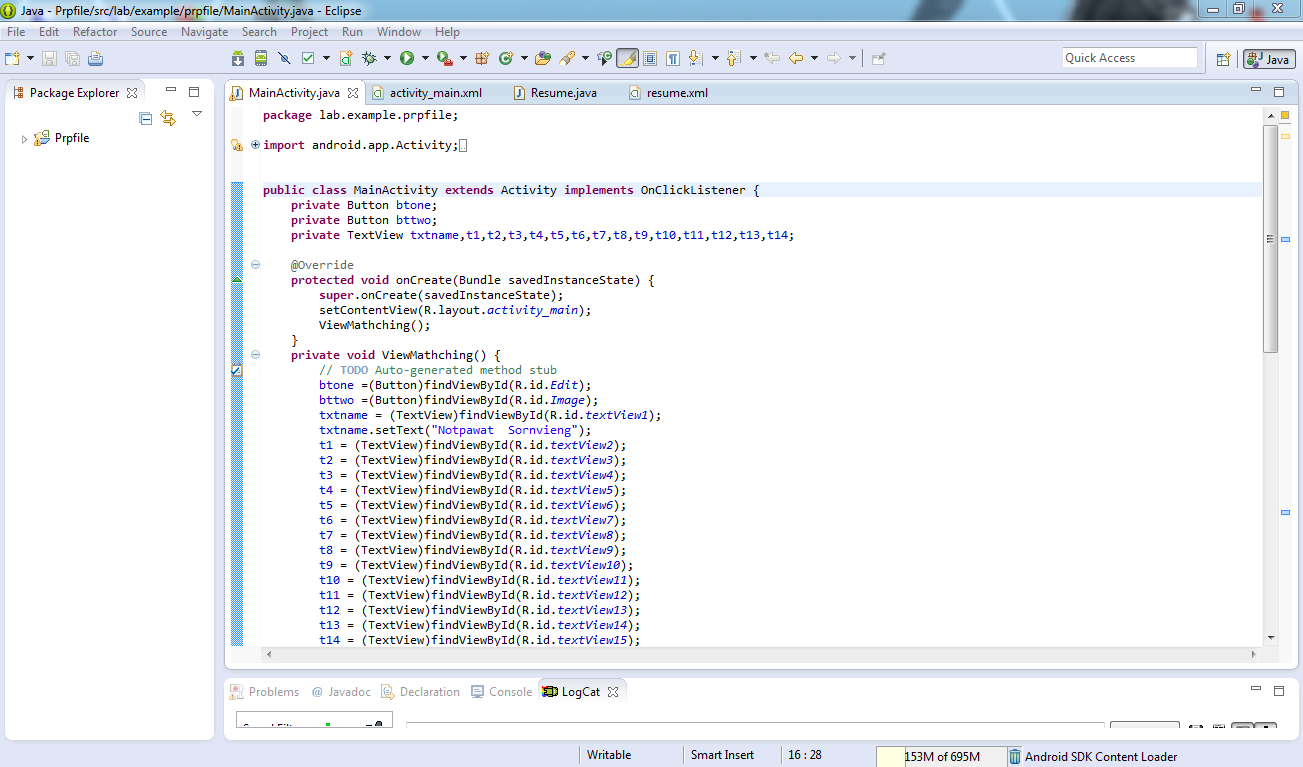 Java - Prpfile/src/lab/example/prpfile/MainActivity.java - Eclipse
File Edit Refactor Source Navigate Search Project Run Window Help
Quick Access
Java
Package Explorer
MainActivity.java activity_main.xml Resume.java resume.xml
Prpfile
package lab.example.prpfile;
import android.app.Activity;
public class MainActivity extends Activity implements OnClickListener {
private Button btone;
private Button bttwo;
private TextView txtname,t1,t2,t3,t4,t5,t6,t7,t8,t9,t10,t11,t12,t13,t14;
@Override
protected void onCreate(Bundle savedInstanceState) {
super.onCreate(savedInstanceState);
setContentView(R.layout.activity_main);
ViewMathching();
}
private void ViewMathching() {
// TODO Auto-generated method stub
btone =(Button)findViewById(R.id.Edit);
bttwo =(Button)findViewById(R.id.Image);
txtname = (TextView)findViewById(R.id.textView1);
txtname.setText("Notpawat  Sornvieng");
t1 = (TextView)findViewById(R.id.textView2);
t2 = (TextView)findViewById(R.id.textView3);
t3 = (TextView)findViewById(R.id.textView4);
t4 = (TextView)findViewById(R.id.textView5);
t5 = (TextView)findViewById(R.id.textView6);
t6 = (TextView)findViewById(R.id.textView7);
t7 = (TextView)findViewById(R.id.textView8);
t8 = (TextView)findViewById(R.id.textView9);
t9 = (TextView)findViewById(R.id.textView10);
t10 = (TextView)findViewById(R.id.textView11);
t11 = (TextView)findViewById(R.id.textView12);
t12 = (TextView)findViewById(R.id.textView13);
t13 = (TextView)findViewById(R.id.textView14);
t14 = (TextView)findViewById(R.id.textView15);
Problems @ Javadoc Declaration Console LogCat
Writable Smart Insert 16 : 28 153M of 695M Android SDK Content Loader